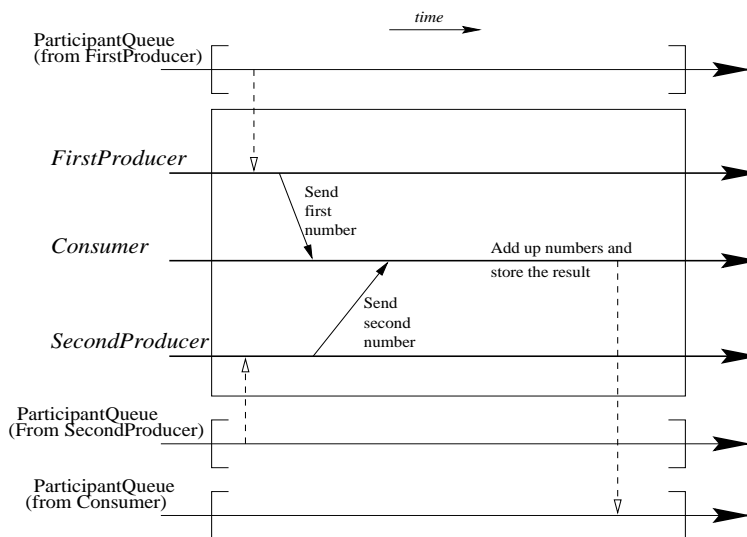 time
ParticipantQueue
(from FirstProducer)
FirstProducer
Send
first
number
Consumer
Add up numbers and
store the result
Send
second
number
SecondProducer
ParticipantQueue
(From SecondProducer)
ParticipantQueue
(from Consumer)